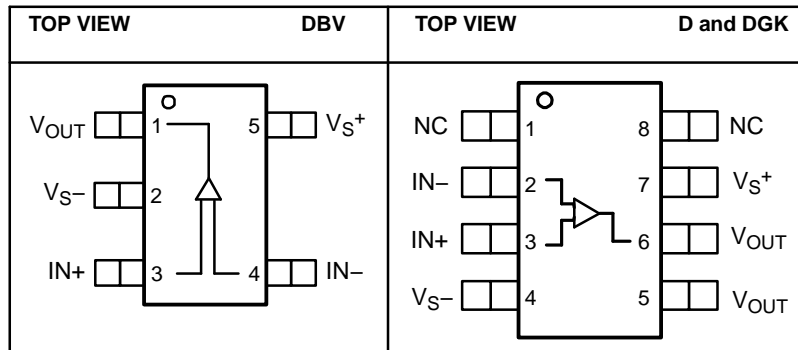 TOP VIEW DBV
VOUT 1 5 VS+
VS− 2
IN+ 3 4 IN−
TOP VIEW D and DGK
NC 1 8 NC
IN− 2 7 VS+
IN+ 3 6 VOUT
VS− 4 5 VOUT